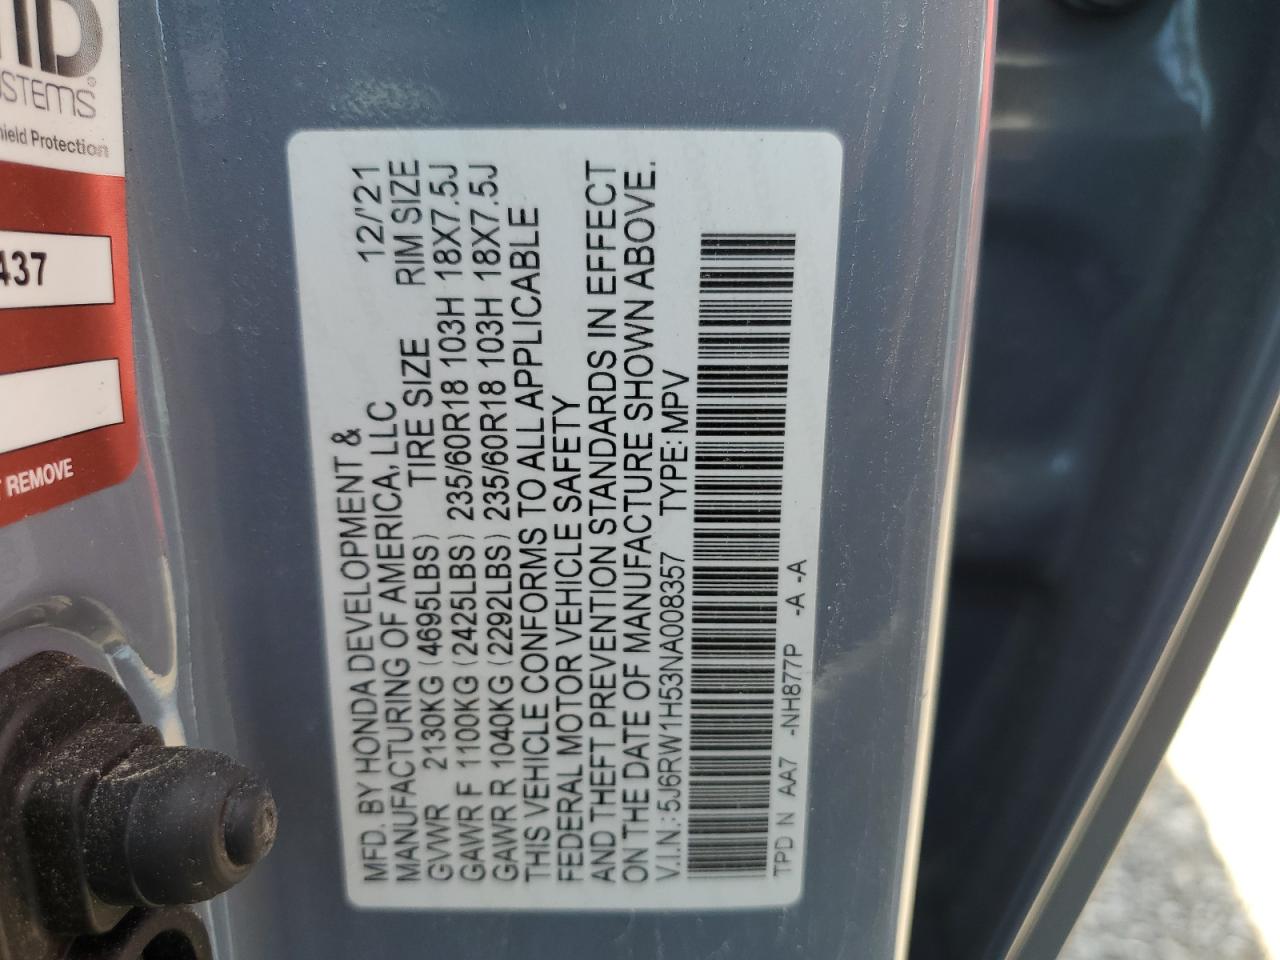 MFD. BY HONDA DEVELOPMENT &
MANUFACTURING OF AMERICA, LLC 12/'21
GVWR 2130KG (4695LBS) TIRE SIZE RIM SIZE
GAWR F 1100KG (2425LBS) 235/60R18 103H 18X7.5J
GAWR R 1040KG (2292LBS) 235/60R18 103H 18X7.5J
THIS VEHICLE CONFORMS TO ALL APPLICABLE
FEDERAL MOTOR VEHICLE SAFETY
AND THEFT PREVENTION STANDARDS IN EFFECT
ON THE DATE OF MANUFACTURE SHOWN ABOVE.
V.I.N.: 5J6RW1H53NA008357 TYPE: MPV
TPD N AA7 -NH877P -A -A
Protection
437
REMOVE